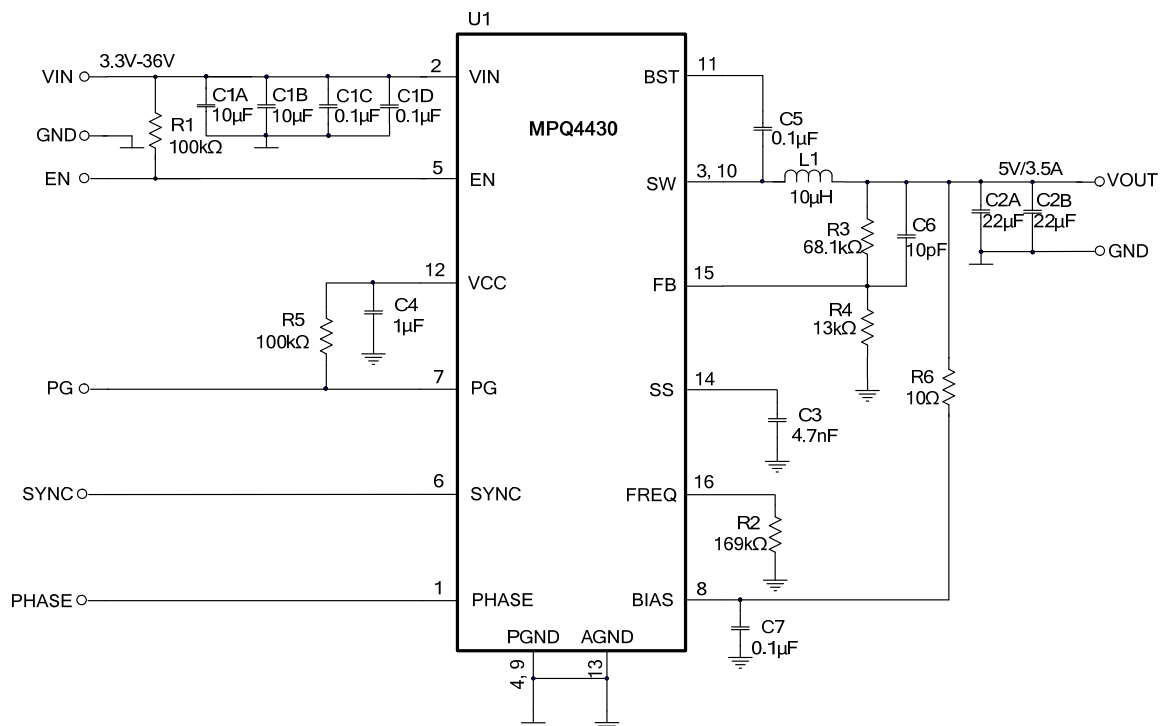 U1
VIN
3.3V-36V
2
VIN
C1A
10µF
C1B
10µF
C1C
0.1µF
C1D
0.1µF
GND
R1
100kΩ
EN
5
EN
MPQ4430
BST
11
C5
0.1µF
SW
3, 10
L1
10µH
5V/3.5A
VOUT
C2A
22µF
C2B
22µF
GND
R3
68.1kΩ
C6
10pF
12
VCC
C4
1µF
R5
100kΩ
FB
15
R4
13kΩ
PG
7
PG
SS
14
C3
4.7nF
R6
10Ω
SYNC
6
SYNC
FREQ
16
R2
169kΩ
PHASE
1
PHASE
BIAS
8
C7
0.1µF
PGND
AGND
4, 9
13